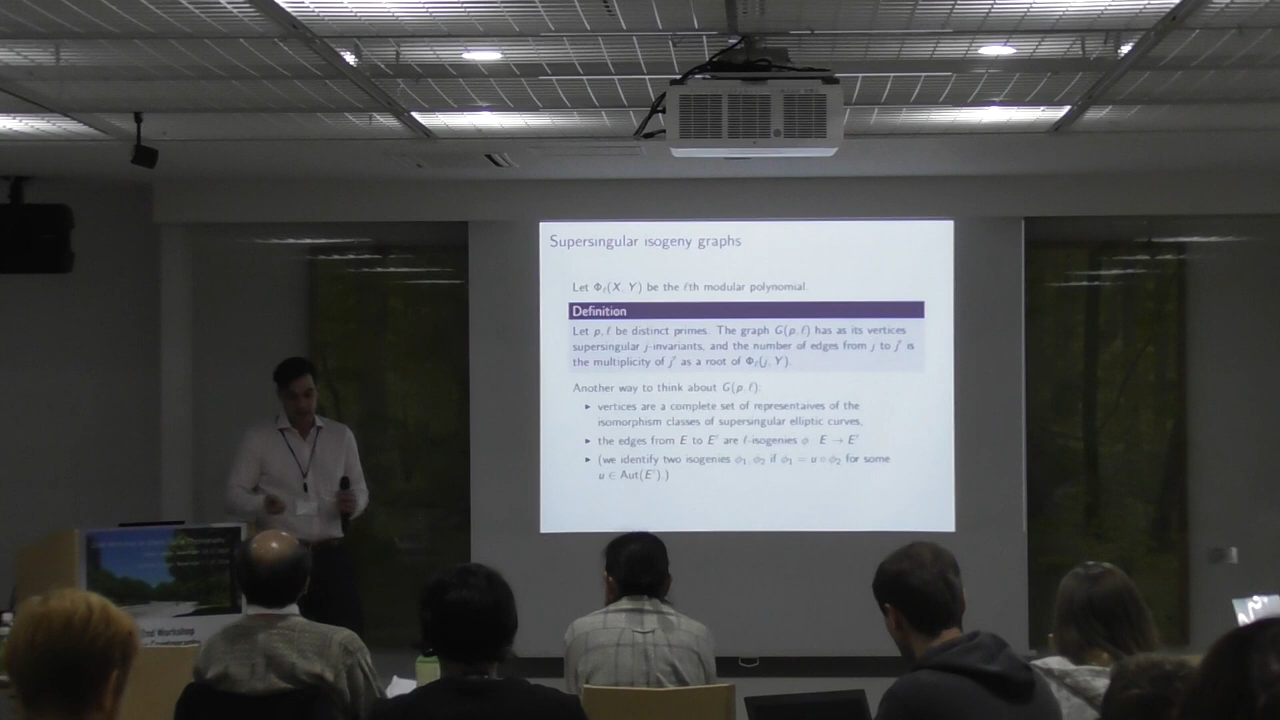 Supersingular isogeny graphs
Let Φℓ(X, Y) be the ℓth modular polynomial.
Definition
Let p, ℓ be distinct primes. The graph G(p, ℓ) has as its vertices
supersingular j-invariants, and the number of edges from j to j′ is
the multiplicity of j′ as a root of Φℓ(j, Y).
Another way to think about G(p, ℓ):
▸ vertices are a complete set of representaives of the
isomorphism classes of supersingular elliptic curves,
▸ the edges from E to E′ are ℓ-isogenies ϕ E → E′
▸ (we identify two isogenies ϕ1, ϕ2 if ϕ1 = u ∘ ϕ2 for some
u ∈ Aut(E′).)
2nd Workshop